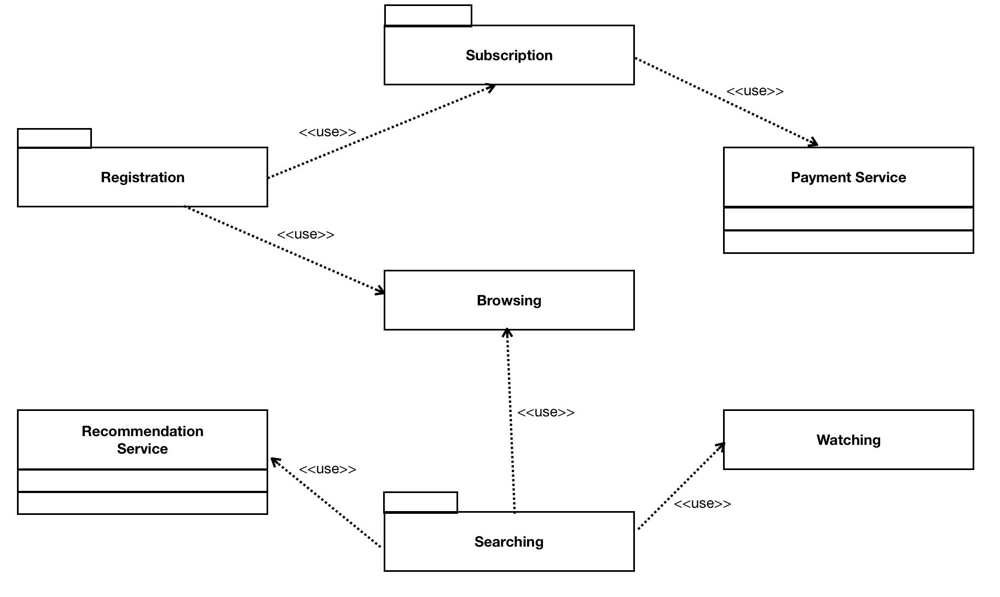 Subscription
<<use>>
<<use>>
Registration
Payment Service
<<use>>
Browsing
<<use>>
Recommendation
Service
Watching
<<use>>
<<use>>
Searching